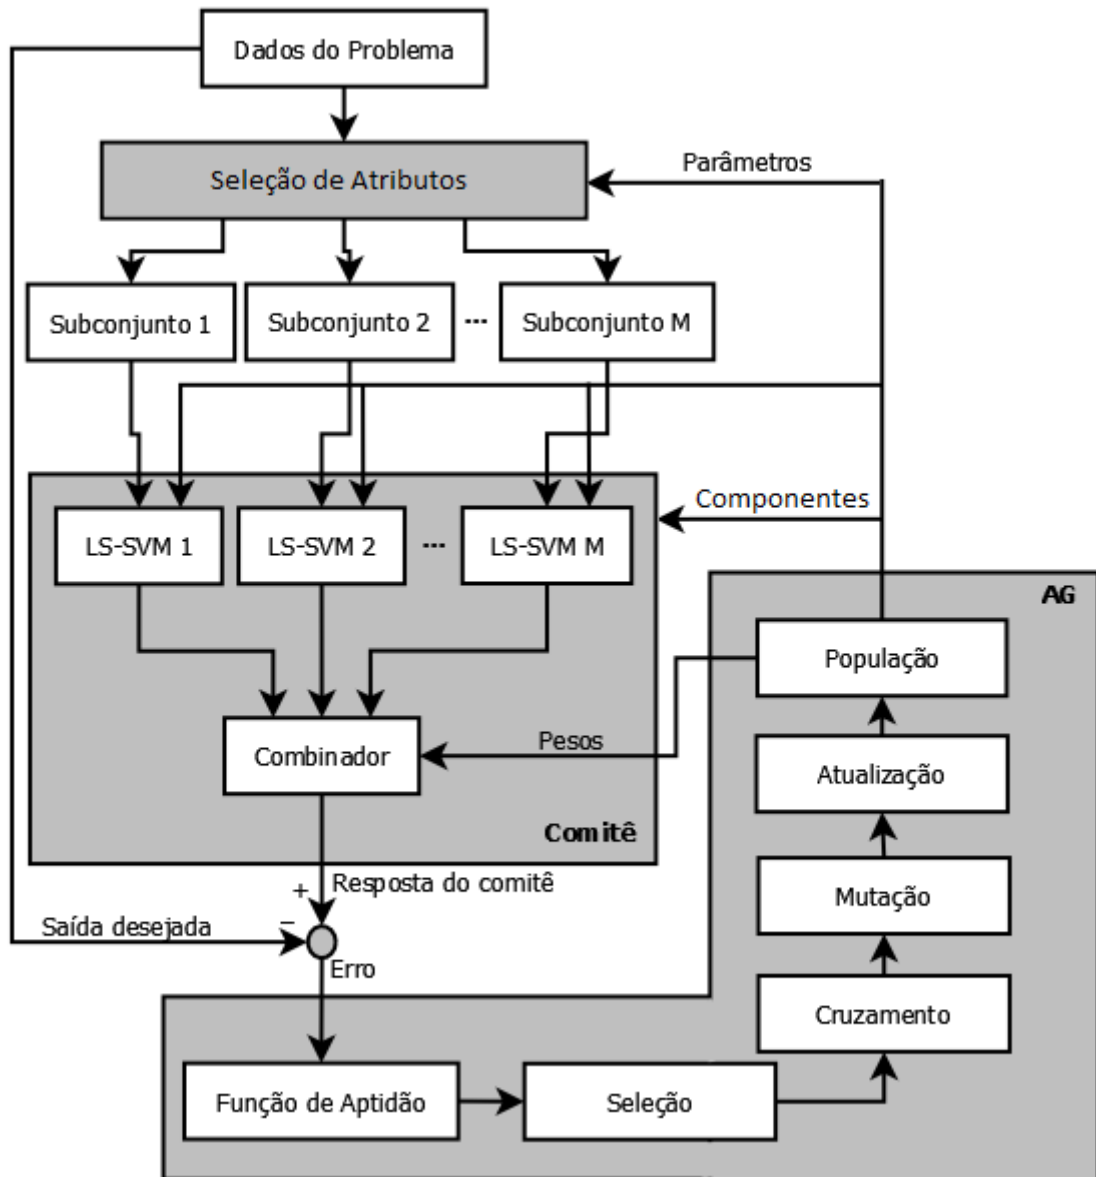 Dados do Problema
Seleção de Atributos
Parâmetros
Subconjunto 1
Subconjunto 2
...
Subconjunto M
LS-SVM 1
LS-SVM 2
...
LS-SVM M
Componentes
AG
População
Combinador
Pesos
Atualização
Comitê
Mutação
+
Resposta do comitê
Saída desejada
−
Erro
Cruzamento
Função de Aptidão
Seleção